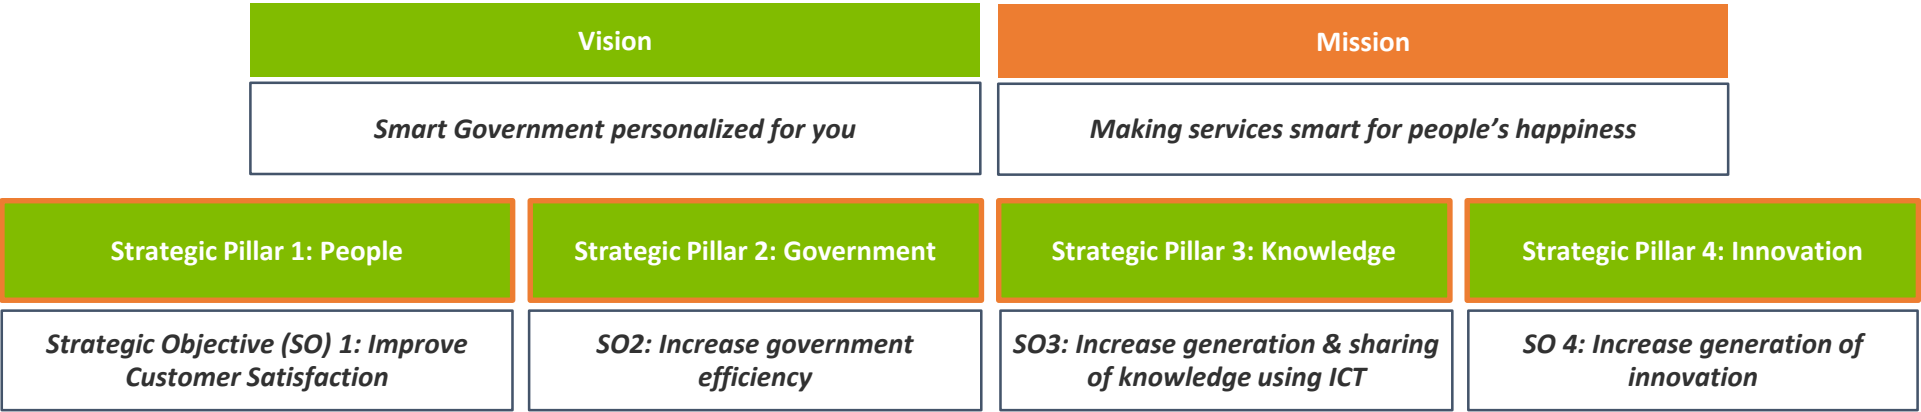 Vision
Mission
Smart Government personalized for you
Making services smart for people’s happiness
Strategic Pillar 1: People
Strategic Pillar 2: Government
Strategic Pillar 3: Knowledge
Strategic Pillar 4: Innovation
Strategic Objective (SO) 1: Improve
Customer Satisfaction
SO2: Increase government
efficiency
SO3: Increase generation & sharing
of knowledge using ICT
SO 4: Increase generation of
innovation